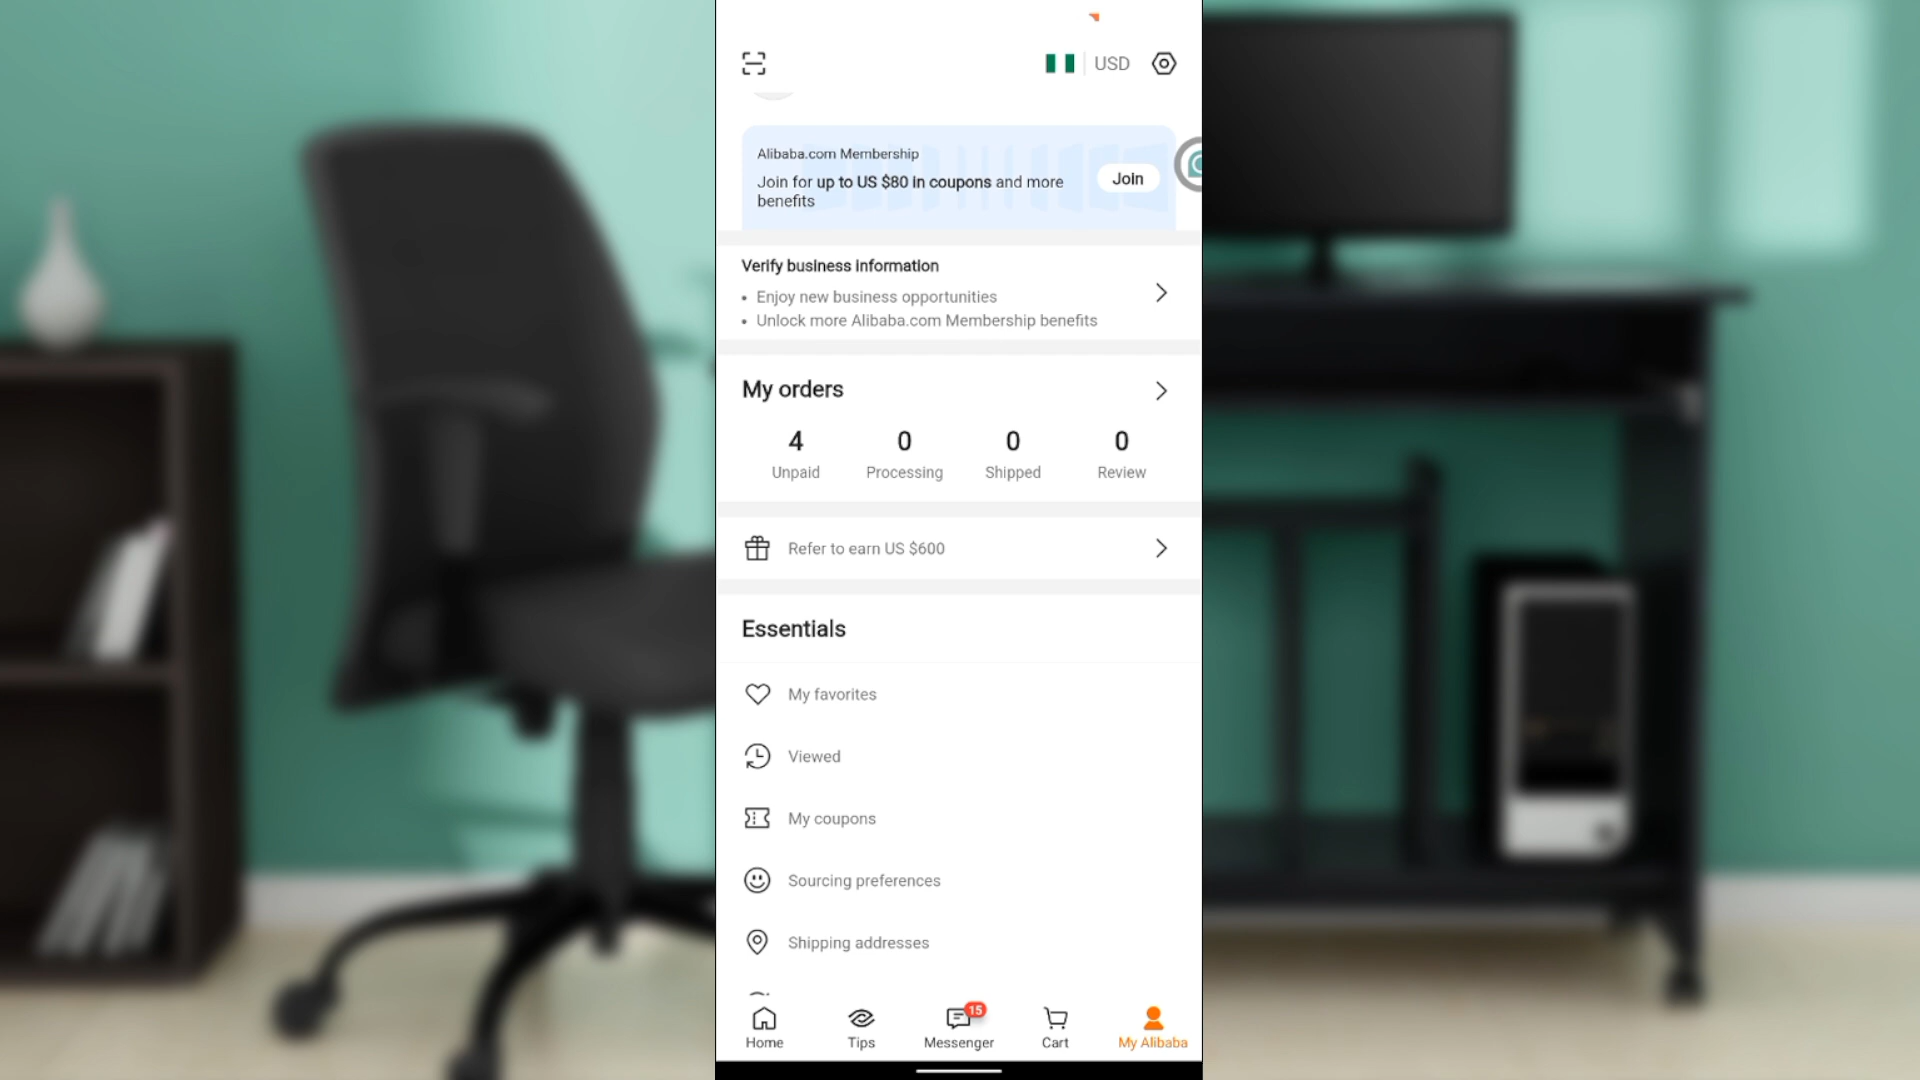 USD
Alibaba.com Membership
Join for up to US $80 in coupons and more
benefits
Join
Verify business information
• Enjoy new business opportunities
• Unlock more Alibaba.com Membership benefits
My orders
4 0 0 0
Unpaid Processing Shipped Review
Refer to earn US $600
Essentials
My favorites
Viewed
My coupons
Sourcing preferences
Shipping addresses
15
Home Tips Messenger Cart My Alibaba